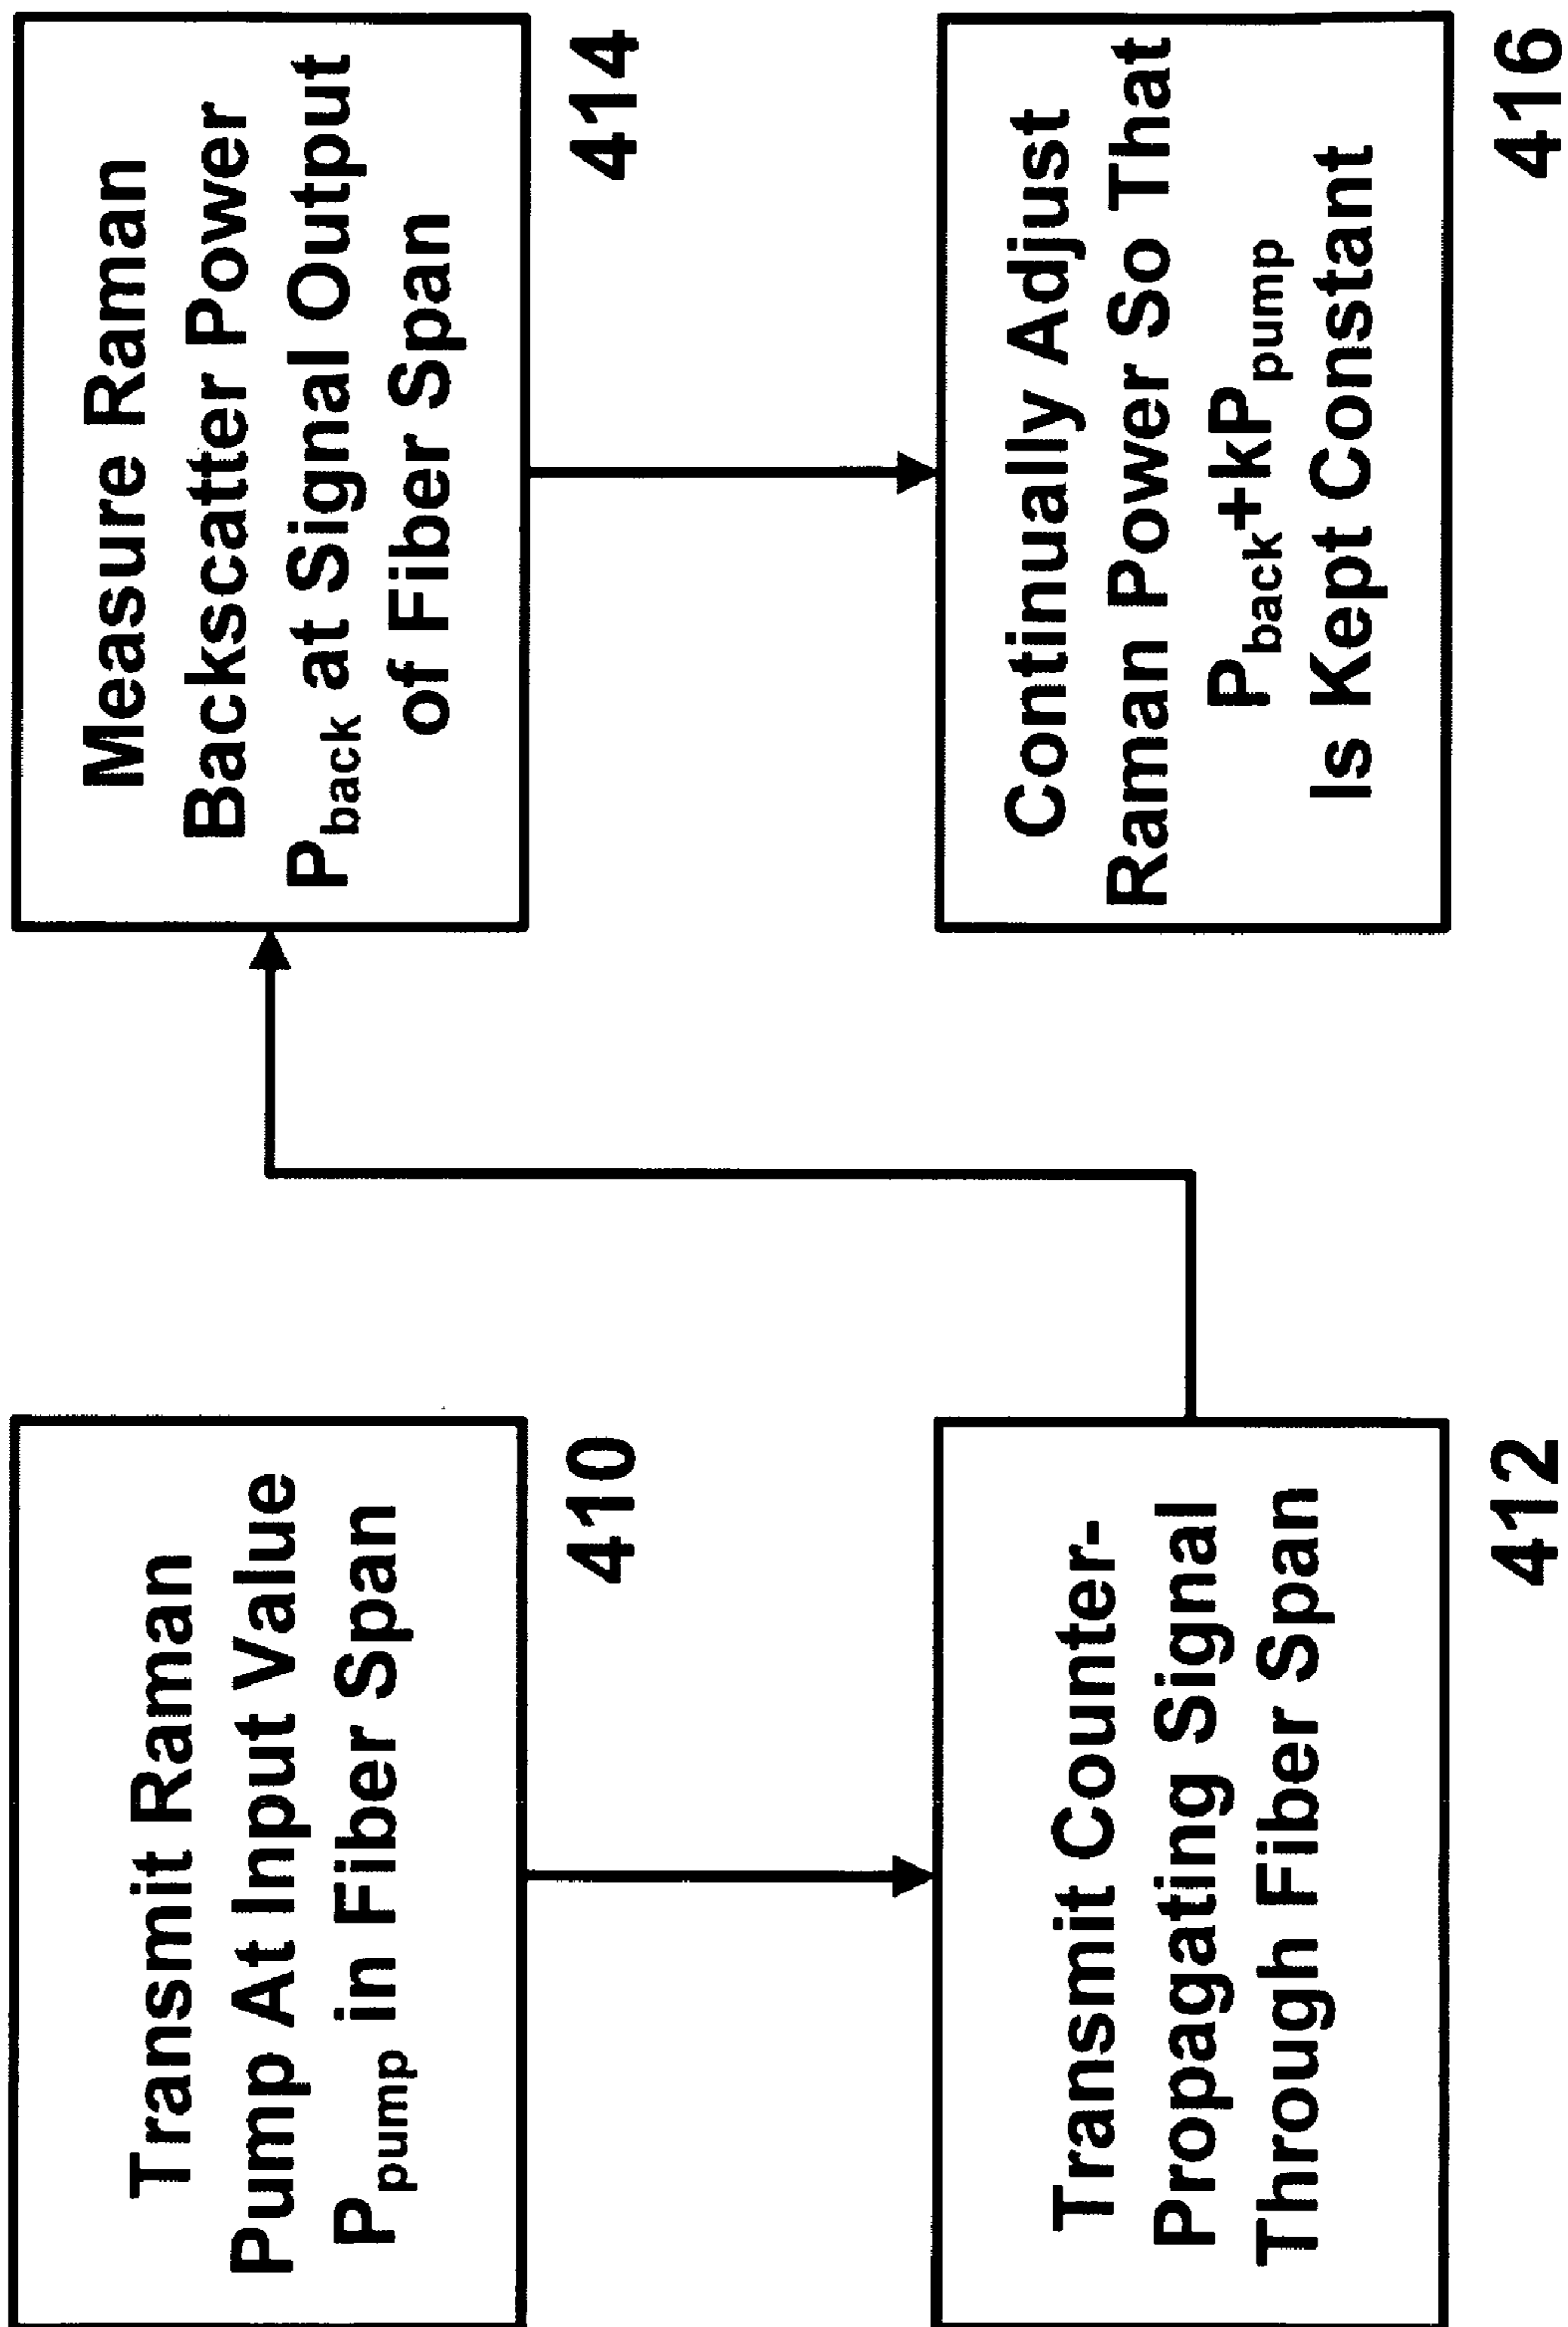 Transmit Raman
Pump At Input Value
Ppump in Fiber Span
410
Transmit Counter-
Propagating Signal
Through Fiber Span
412
Measure Raman
Backscatter Power
Pback at Signal Output
of Fiber Span
414
Continually Adjust
Raman Power So That
Pback+kPpump
Is Kept Constant
416